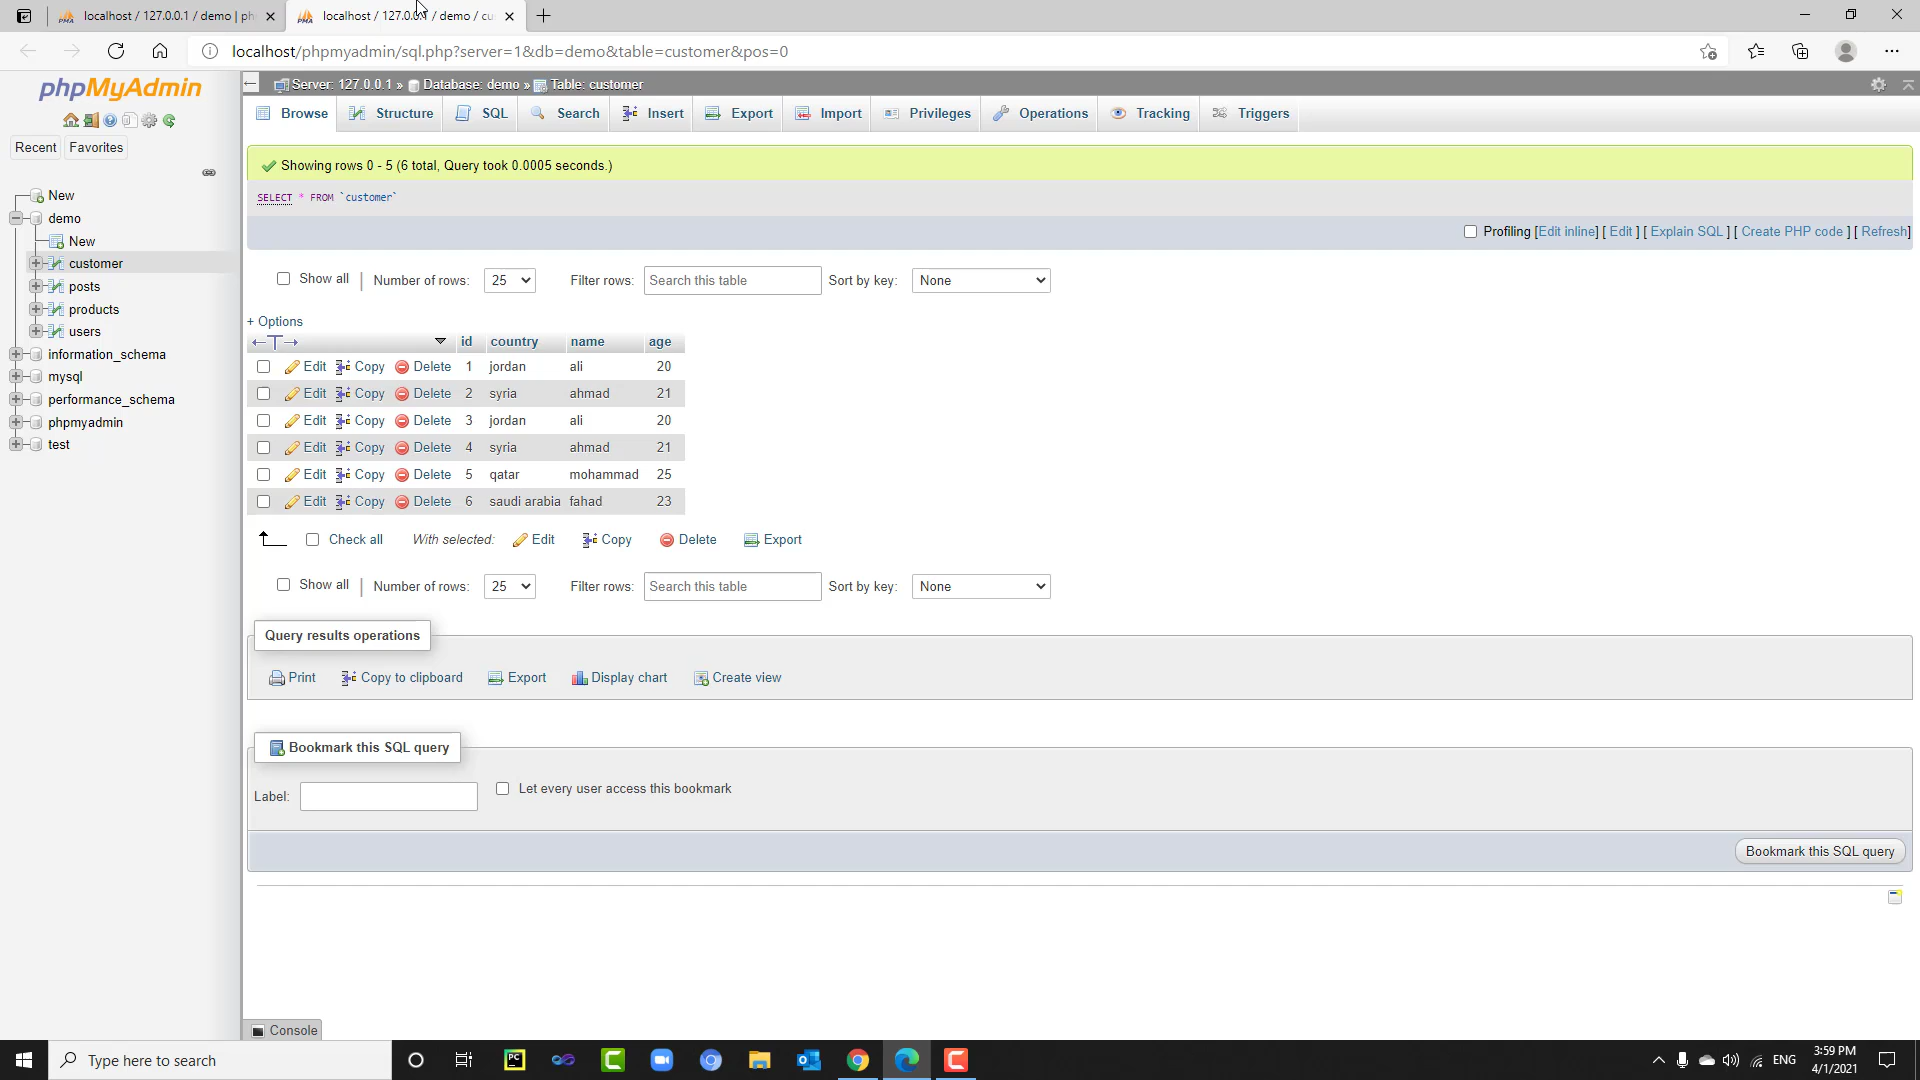 localhost / 127.0.0.1 / demo | ph
localhost / 127.0.0.1 / demo / cu
localhost/phpmyadmin/sql.php?server=1&db=demo&table=customer&pos=0
phpMyAdmin
Recent
Favorites
New
demo
New
customer
posts
products
users
information_schema
mysql
performance_schema
phpmyadmin
test
Server: 127.0.0.1 » Database: demo » Table: customer
Browse Structure SQL Search Insert Export Import Privileges Operations Tracking Triggers
Showing rows 0 - 5 (6 total, Query took 0.0005 seconds.)
SELECT * FROM `customer`
Profiling [Edit inline] [ Edit ] [ Explain SQL ] [ Create PHP code ] [ Refresh]
Show all | Number of rows: 25 Filter rows: Search this table Sort by key: None
+ Options
←T→ id country name age
Edit Copy Delete 1 jordan ali 20
Edit Copy Delete 2 syria ahmad 21
Edit Copy Delete 3 jordan ali 20
Edit Copy Delete 4 syria ahmad 21
Edit Copy Delete 5 qatar mohammad 25
Edit Copy Delete 6 saudi arabia fahad 23
Check all With selected: Edit Copy Delete Export
Show all | Number of rows: 25 Filter rows: Search this table Sort by key: None
Query results operations
Print Copy to clipboard Export Display chart Create view
Bookmark this SQL query
Label: Let every user access this bookmark
Bookmark this SQL query
Console
Type here to search
PC
C
C
ENG
3:59 PM
4/1/2021